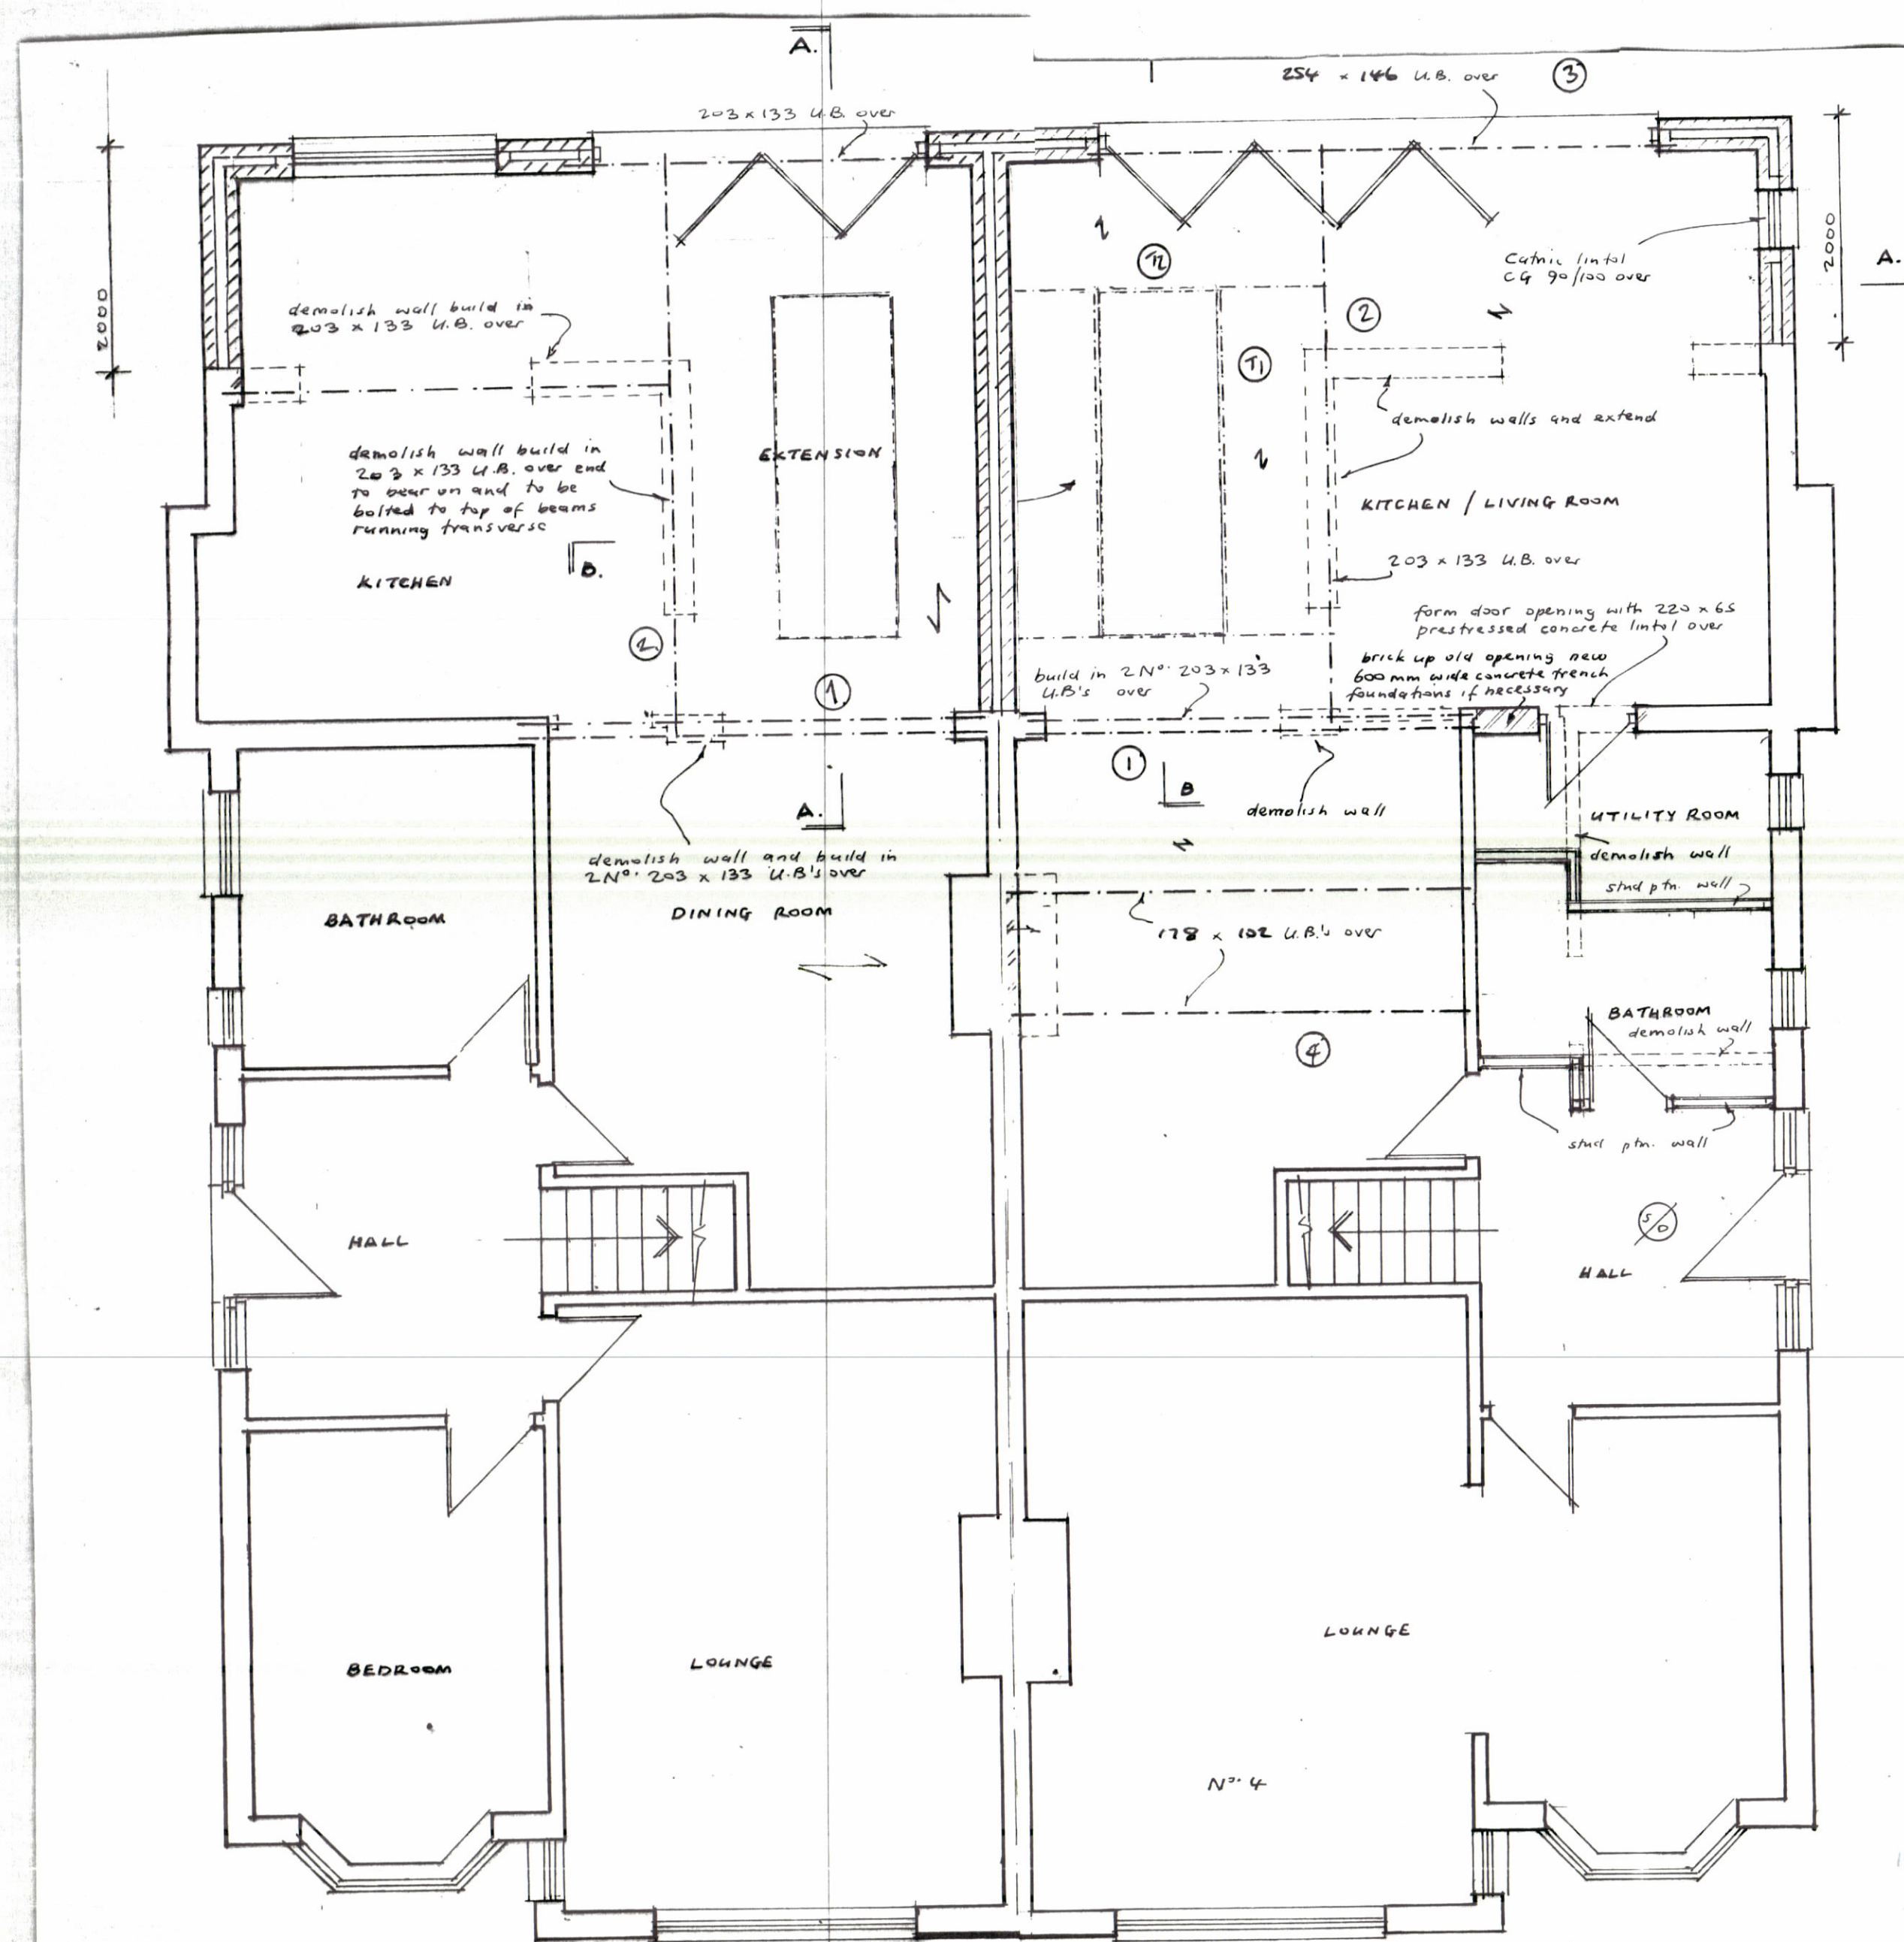 A.
254 x 146 U.B. over
3
203 x 133 U.B. over
2000
demolish wall build in
203 x 133 U.B. over
T2
2
Catnic lintol
CG 90/100 over
2000
A.
T1
demolish walls and extend
demolish wall build in
203 x 133 U.B. over end
to bear on and to be
bolted to top of beams
running transverse
EXTENSION
KITCHEN / LIVING ROOM
B.
KITCHEN
203 x 133 U.B. over
form door opening with 220 x 65
prestressed concrete lintol over
2
1
build in 2 No. 203 x 133
U.B's over
brick up old opening new
600 mm wide concrete trench
foundations if necessary
1
B
A.
demolish wall
UTILITY ROOM
demolish wall
stud ptn. wall
demolish wall and build in
2 No. 203 x 133 U.B's over
BATHROOM
DINING ROOM
178 x 102 U.B.'s over
BATHROOM
demolish wall
4
stud ptn. wall
HALL
S/D
HALL
BEDROOM
LOUNGE
LOUNGE
No. 4